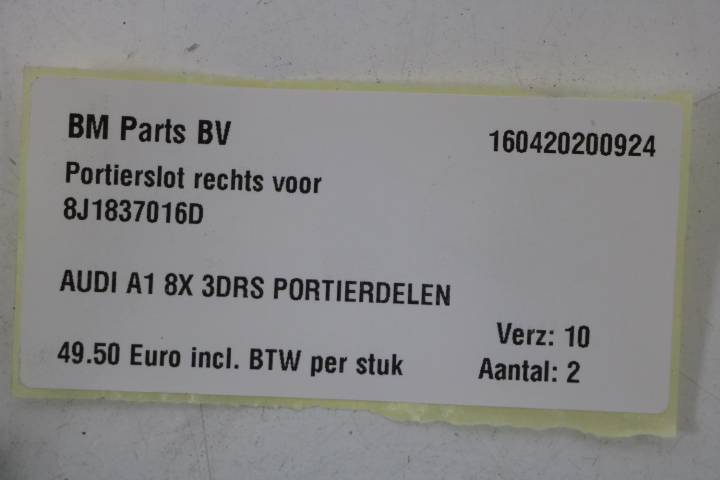 BM Parts BV
160420200924
Portierslot rechts voor
8J1837016D
AUDI A1 8X 3DRS PORTIERDELEN
Verz: 10
49.50 Euro incl. BTW per stuk
Aantal: 2